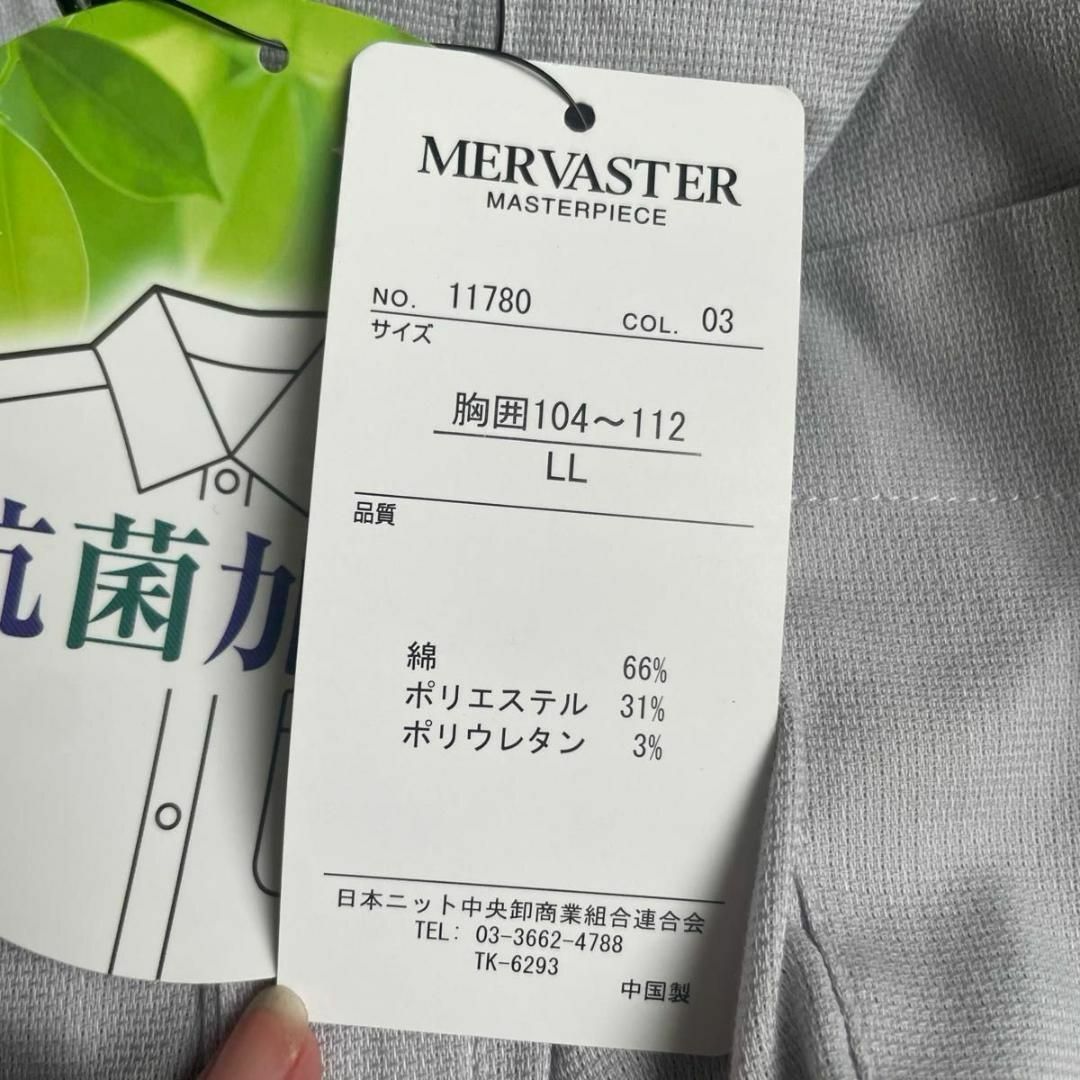 MERVASTER
MASTERPIECE
NO. 11780 COL. 03
サイズ
胸囲104〜112
LL
品質
綿 66%
ポリエステル 31%
ポリウレタン 3%
日本ニット中央卸商業組合連合会
TEL: 03-3662-4788
TK-6293
中国製
抗菌加